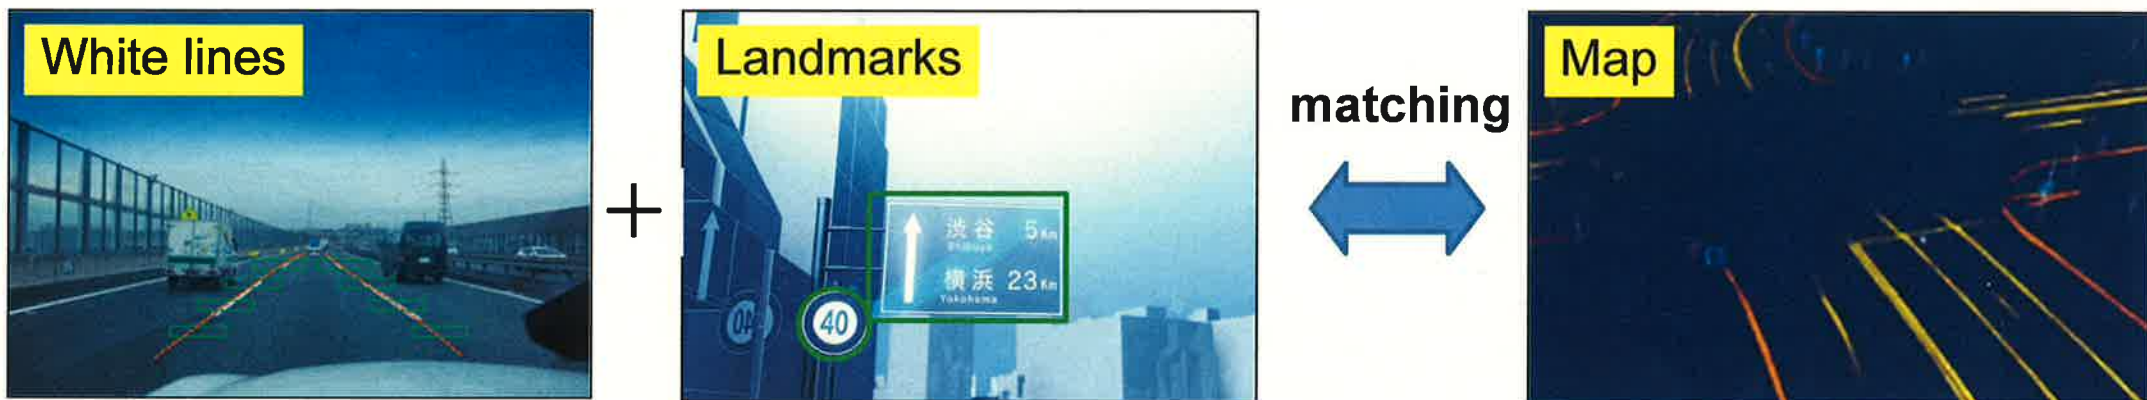 White lines
+
Landmarks
渋谷 5Km
Shibuya
横浜 23Km
Yokohama
40
matching
Map